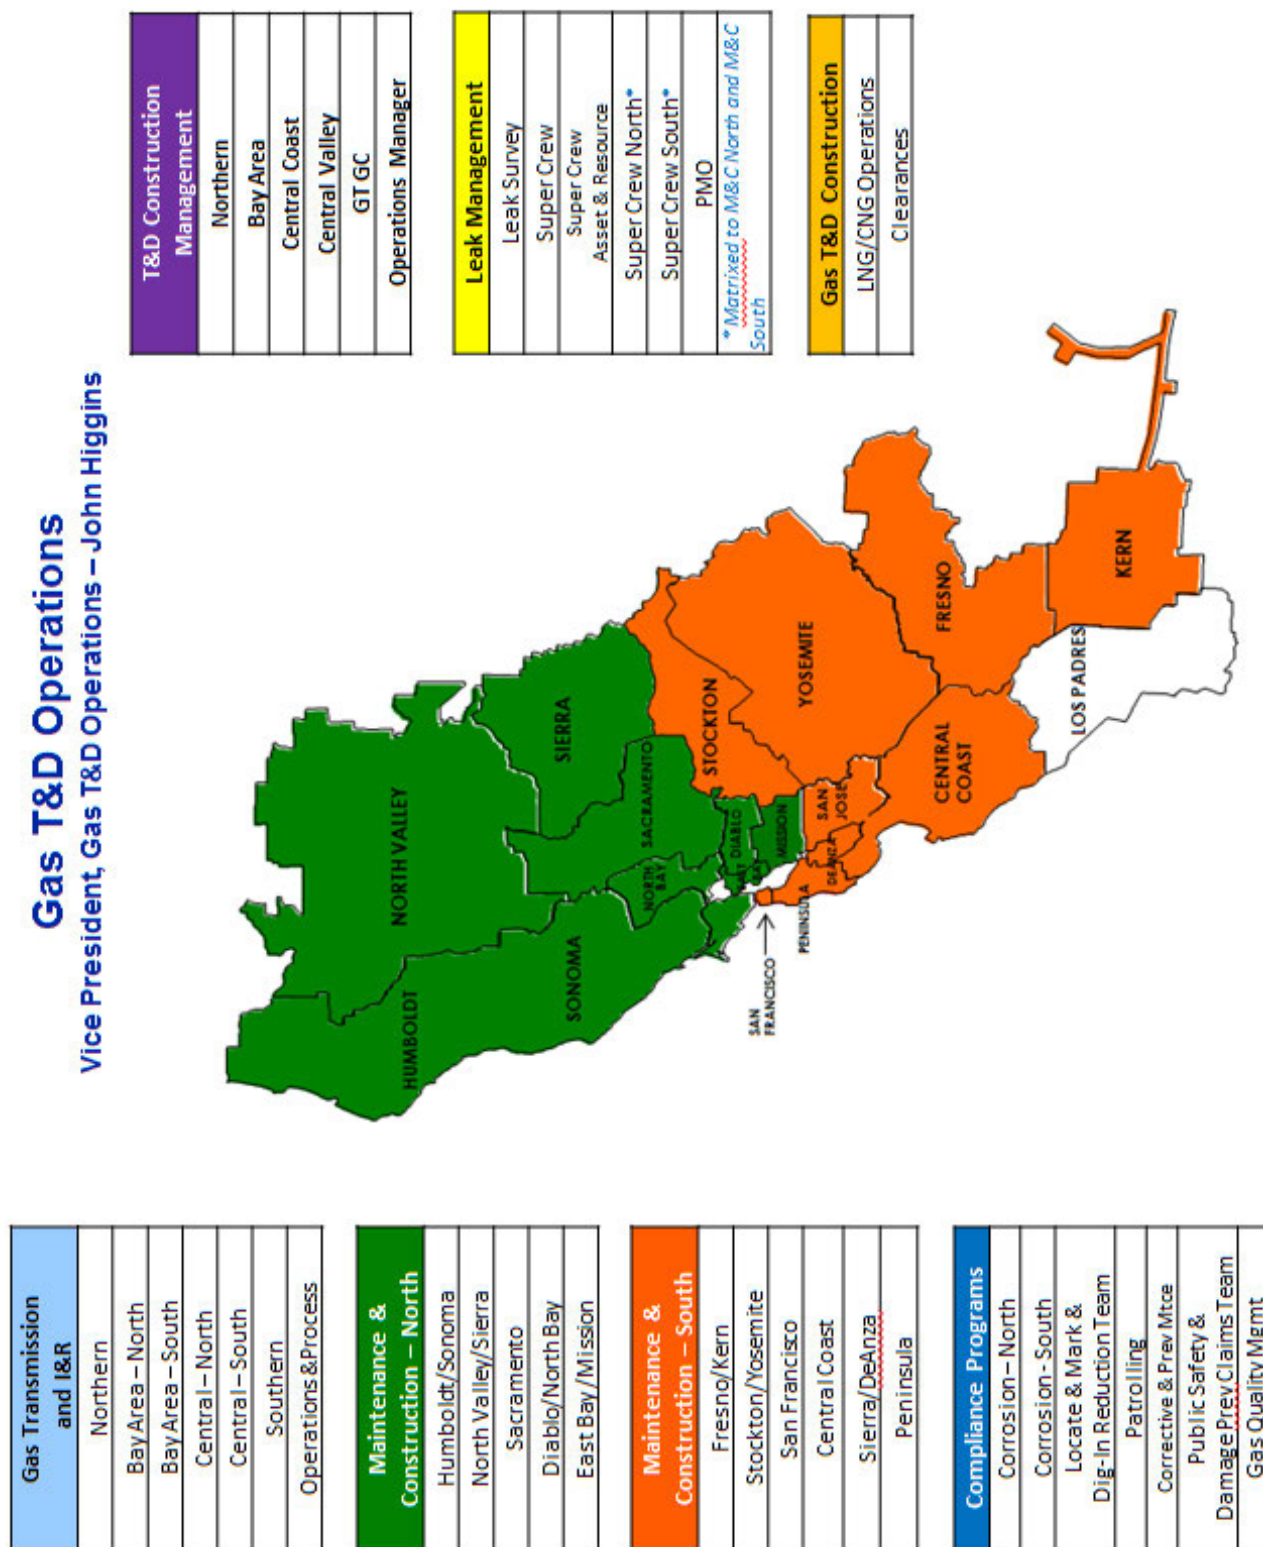 Gas T&D Operations
Vice President, Gas T&D Operations – John Higgins
Gas Transmission
and I&R
Northern
Bay Area – North
Bay Area – South
Central – North
Central – South
Southern
Operations & Process
Maintenance &
Construction – North
Humboldt/Sonoma
North Valley/Sierra
Sacramento
Diablo/North Bay
East Bay /Mission
Maintenance &
Construction – South
Fresno/Kern
Stockton/Yosemite
San Francisco
Central Coast
Sierra/DeAnza
Peninsula
Compliance Programs
Corrosion – North
Corrosion - South
Locate & Mark &
Dig-In Reduction Team
Patrolling
Corrective & Prev Mtce
Public Safety &
Damage Prev Claims Team
Gas Quality Mgmt
HUMBOLDT
NORTH VALLEY
SONOMA
SIERRA
SACRAMENTO
NORTH
BAY
EAST
BAY
DIABLO
MISSION
STOCKTON
SAN
FRANCISCO
PENINSULA
DEANZA
SAN
JOSE
YOSEMITE
CENTRAL
COAST
FRESNO
LOS PADRES
KERN
T&D Construction
Management
Northern
Bay Area
Central Coast
Central Valley
GT GC
Operations Manager
Leak Management
Leak Survey
Super Crew
Super Crew
Asset & Resource
Super Crew North*
Super Crew South*
PMO
* Matrixed to M&C North and M&C
South
Gas T&D Construction
LNG/CNG Operations
Clearances